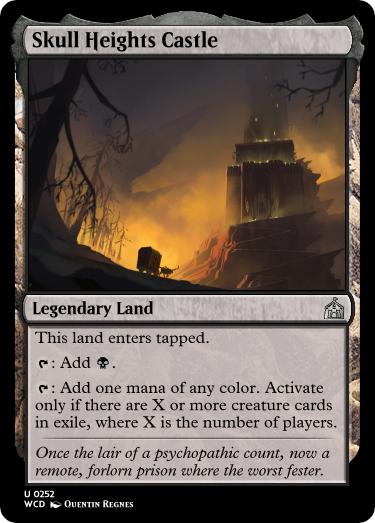 Skull Heights Castle
Legendary Land
This land enters tapped.
: Add .
: Add one mana of any color. Activate
only if there are X or more creature cards
in exile, where X is the number of players.
Once the lair of a psychopathic count, now a
remote, forlorn prison where the worst fester.
U 0252
WCD Quentin Regnes